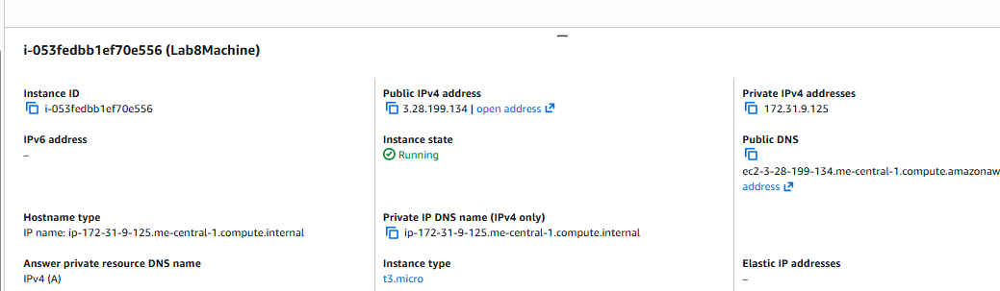 i-053fedbb1ef70e556 (Lab8Machine)
Instance ID
i-053fedbb1ef70e556
Public IPv4 address
3.28.199.134 | open address
Private IPv4 addresses
172.31.9.125
IPv6 address
–
Instance state
Running
Public DNS
ec2-3-28-199-134.me-central-1.compute.amazonaw
address
Hostname type
IP name: ip-172-31-9-125.me-central-1.compute.internal
Private IP DNS name (IPv4 only)
ip-172-31-9-125.me-central-1.compute.internal
Answer private resource DNS name
IPv4 (A)
Instance type
t3.micro
Elastic IP addresses
–